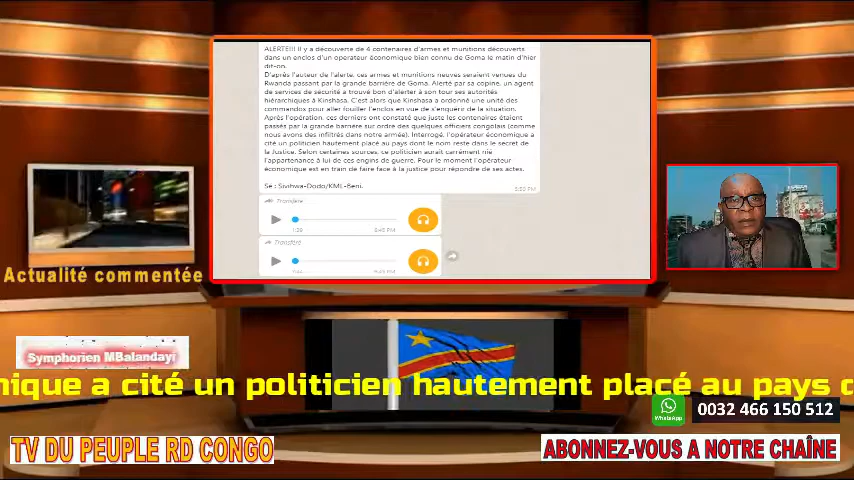 ALERTE!!! Il y a découverte de 4 contenaires d'armes et munitions découverts
dans un enclos d'un operateur économique bien connu de Goma le matin d'hier
dit-on.
D'après l'auteur de l'alerte, ces armes et munitions neuves seraient venues du
Rwanda passant par la grande barrière de Goma. Alerté par sa copine, un agent
de services de sécurité a trouvé bon d'alerter à son tour ses autorités
hiérarchiques à Kinshasa. C'est alors que Kinshasa a ordonné une unité des
commandos pour aller fouiller l'enclos en vue de s'enquérir de la situation.
Après l'opération, ces derniers ont constaté que juste les contenaires étaient
passés par la grande barrière sur ordre des quelques officiers congolais (comme
nous avons des infiltrés dans notre armée). Interrogé, l'opérateur économique a
cité un politicien hautement placé au pays dont le nom reste dans le secret de
la Justice. Selon certaines sources, ce politicien aurait carrément nié
l'appartenance à lui de ces engins de guerre. Pour le moment l'opérateur
économique est en train de faire face à la justice pour répondre de ses actes.
Sé : Sivihwa-Dodo/KML-Beni.
Transféré
Transféré
Actualité commentée
Symphorien MBalandayi
nique a cité un politicien hautement placé au pays d
WhatsApp
0032 466 150 512
TV DU PEUPLE RD CONGO
ABONNEZ-VOUS A NOTRE CHAÎNE